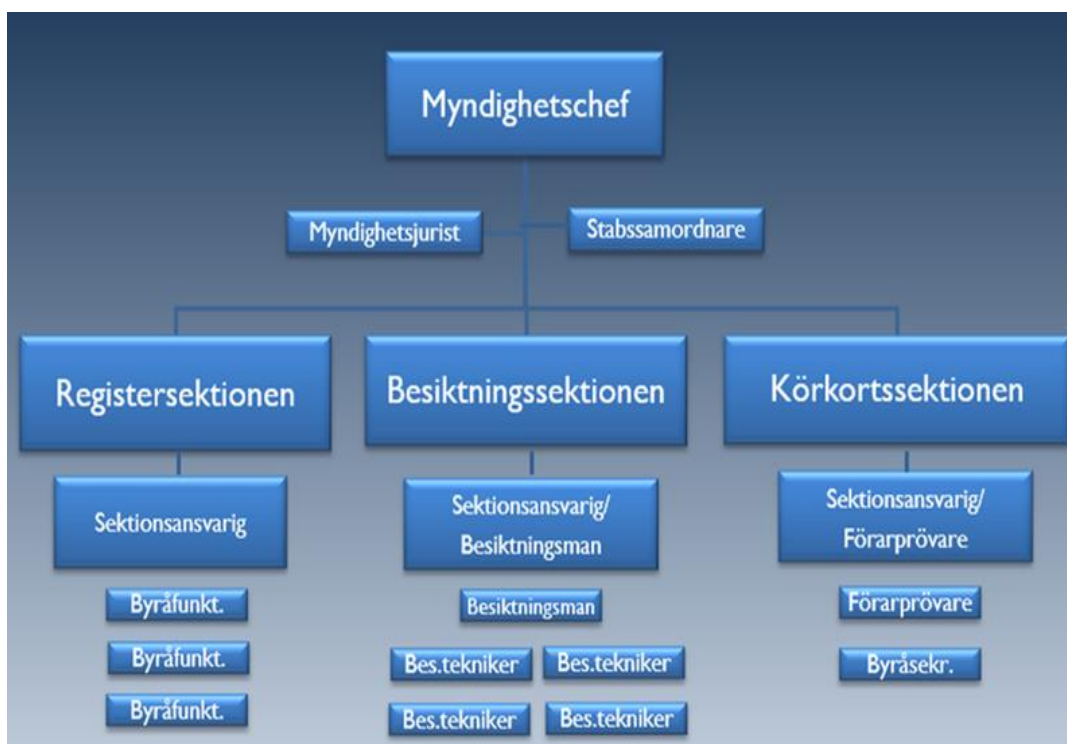 Myndighetschef
Myndighetsjurist
Stabssamordnare
Registersektionen
Besiktningssektionen
Körkortssektionen
Sektionsansvarig
Sektionsansvarig/
Besiktningsman
Sektionsansvarig/
Förarprövare
Byråfunkt.
Byråfunkt.
Byråfunkt.
Besiktningsman
Bes.tekniker
Bes.tekniker
Bes.tekniker
Bes.tekniker
Förarprövare
Byråsekr.